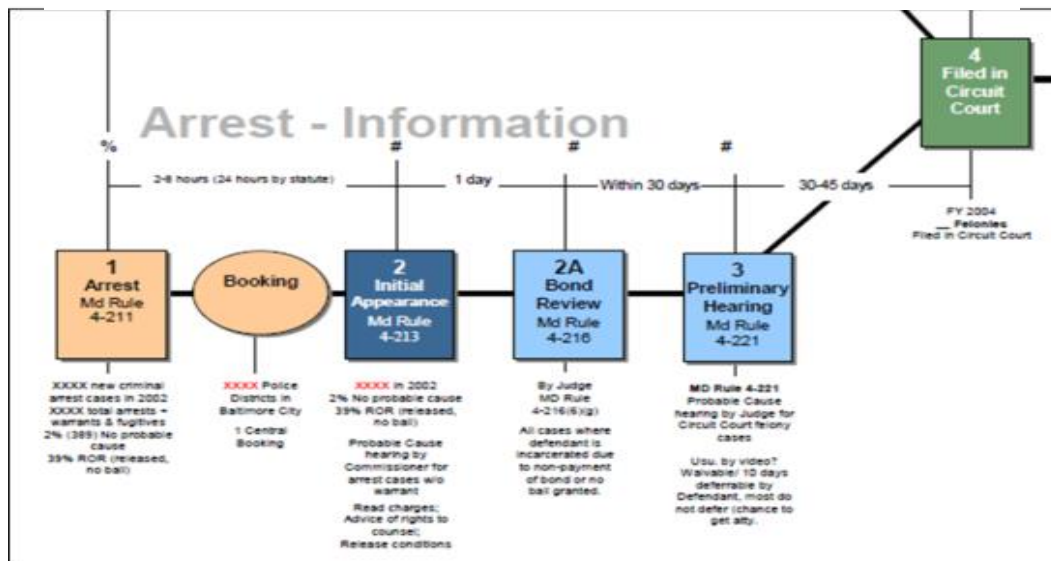 4
Filed in
Circuit
Court
Arrest - Information
%
#
#
#
2-8 hours (24 hours by statute)
1 day
Within 30 days
30-45 days
FY 2004
__ Felonies
Filed in Circuit Court
1
Arrest
Md Rule
4-211
Booking
2
Initial
Appearance
Md Rule
4-213
2A
Bond
Review
Md Rule
4-216
3
Preliminary
Hearing
Md Rule
4-221
XXXX new criminal
arrest cases in 2002
XXXX total arrests +
warrants & fugitives
2% (389) No probable
cause
39% ROR (released,
no bail)
XXXX Police
Districts in
Baltimore City
1 Central
Booking
XXXX in 2002
2% No probable cause
39% ROR (released,
no bail)
Probable Cause
hearing by
Commissioner for
arrest cases w/o
warrant
Read charges;
Advice of rights to
counsel;
Release conditions
By Judge
MD Rule
4-216(6)(g)
All cases where
defendant is
incarcerated due
to non-payment
of bond or no
bail granted.
MD Rule 4-221
Probable Cause
hearing by Judge for
Circuit Court felony
cases
Usu. by video?
Waivable/ 10 days
deferrable by
Defendant, most do
not defer (chance to
get atty.